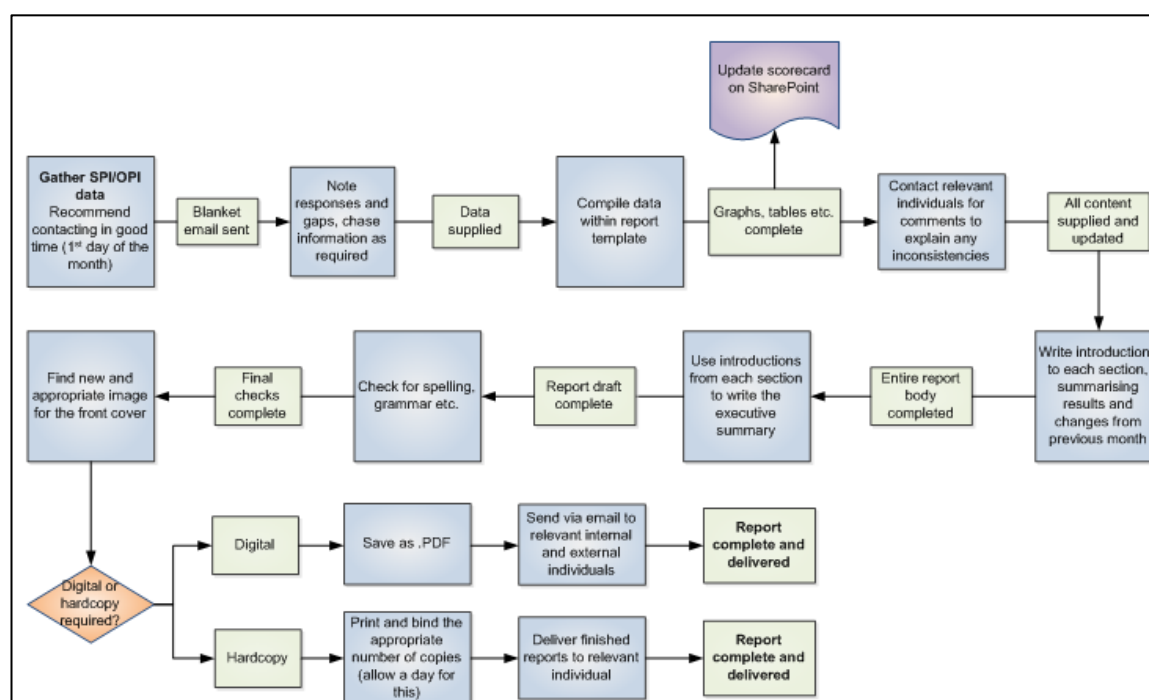 Update scorecard
on SharePoint
Gather SPI/OPI
data
Recommend
contacting in good
time (1st day of the
month)
Blanket
email sent
Note
responses and
gaps, chase
information as
required
Data
supplied
Compile data
within report
template
Graphs, tables etc.
complete
Contact relevant
individuals for
comments to
explain any
inconsistencies
All content
supplied and
updated
Find new and
appropriate image
for the front cover
Final
checks
complete
Check for spelling,
grammar etc.
Report draft
complete
Use introductions
from each section
to write the
executive
summary
Entire report
body
completed
Write introduction
to each section,
summarising
results and
changes from
previous month
Digital or
hardcopy
required?
Digital
Save as .PDF
Send via email to
relevant internal
and external
individuals
Report
complete and
delivered
Hardcopy
Print and bind the
appropriate
number of copies
(allow a day for
this)
Deliver finished
reports to relevant
individual
Report
complete and
delivered